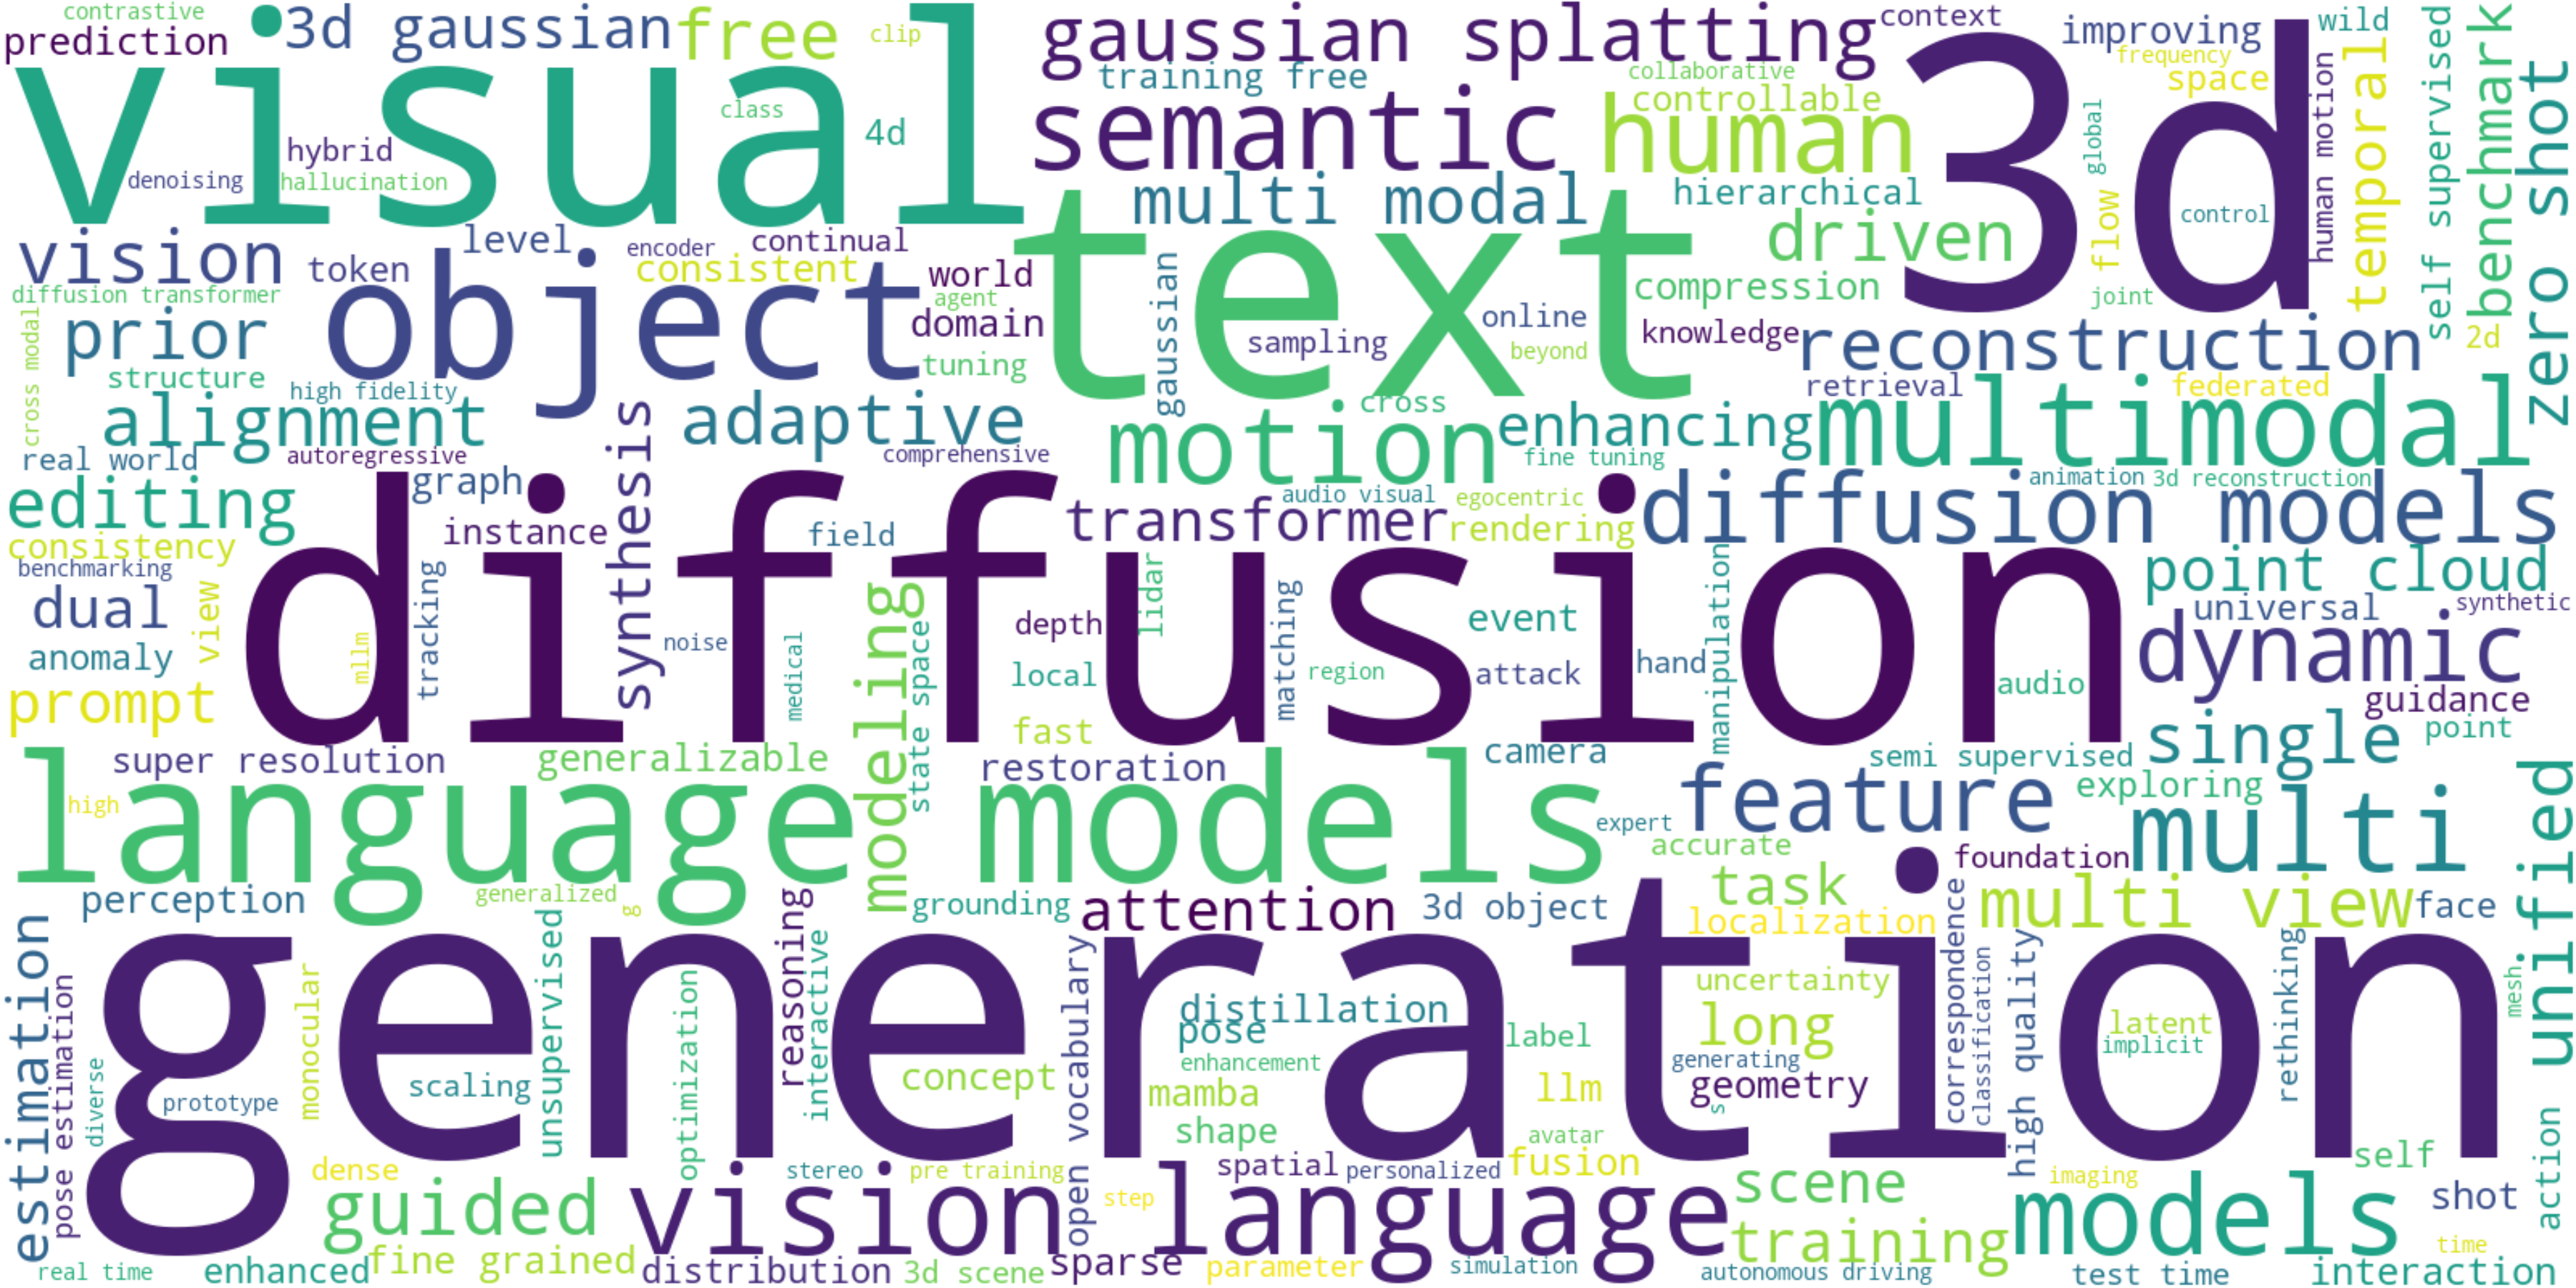 contrastive
prediction
3d gaussian
free
clip
gaussian splatting
context
improving
wild
frequency
space
visual
class
4d
hybrid
denoising
hallucination
training free
collaborative
controllable
semantic
human
3d
global
control
human motion
temporal
self supervised
benchmark
zero shot
multi modal
hierarchical
driven
flow
joint
vision
level
encoder
continual
token
consistent
world
agent
domain
diffusion transformer
object
text
gaussian
sampling
online
beyond
compression
knowledge
reconstruction
2d
prior
cross modal
structure
high fidelity
tuning
retrieval
federated
alignment
synthesis
adaptive
cross
motion
enhancing
multimodal
real world
autoregressive
comprehensive
fine tuning
editing
graph
audio visual
egocentric
animation
3d reconstruction
instance
field
transformer
rendering
diffusion models
consistency
benchmarking
diffusion
point cloud
dual
view
tracking
modeling
state space
depth
lidar
matching
event
manipulation
universal
synthetic
anomaly
mllm
noise
medical
local
region
attack
hand
audio
dynamic
prompt
fast
guidance
point
super resolution
generalizable
restoration
camera
semi supervised
single
high
language models
expert
feature
exploring
multi
unified
accurate
foundation
perception
generalized
go
grounding
attention
3d object
task
localization
multi view
face
estimation
pose estimation
generation
monocular
unsupervised
optimization
reasoning
interactive
open vocabulary
distillation
pose
label
uncertainty
long
correspondence
classification
high quality
latent
implicit
rethinking
mesh
diverse
prototype
scaling
concept
enhancement
mamba
llm
generating
geometry
s
shape
avatar
action
dense
stereo
pre training
step
spatial
personalized
fusion
scene
imaging
self
guided
vision language
training
models
shot
real time
enhanced
fine grained
distribution
3d scene
sparse
parameter
simulation
autonomous driving
test time
time
interaction